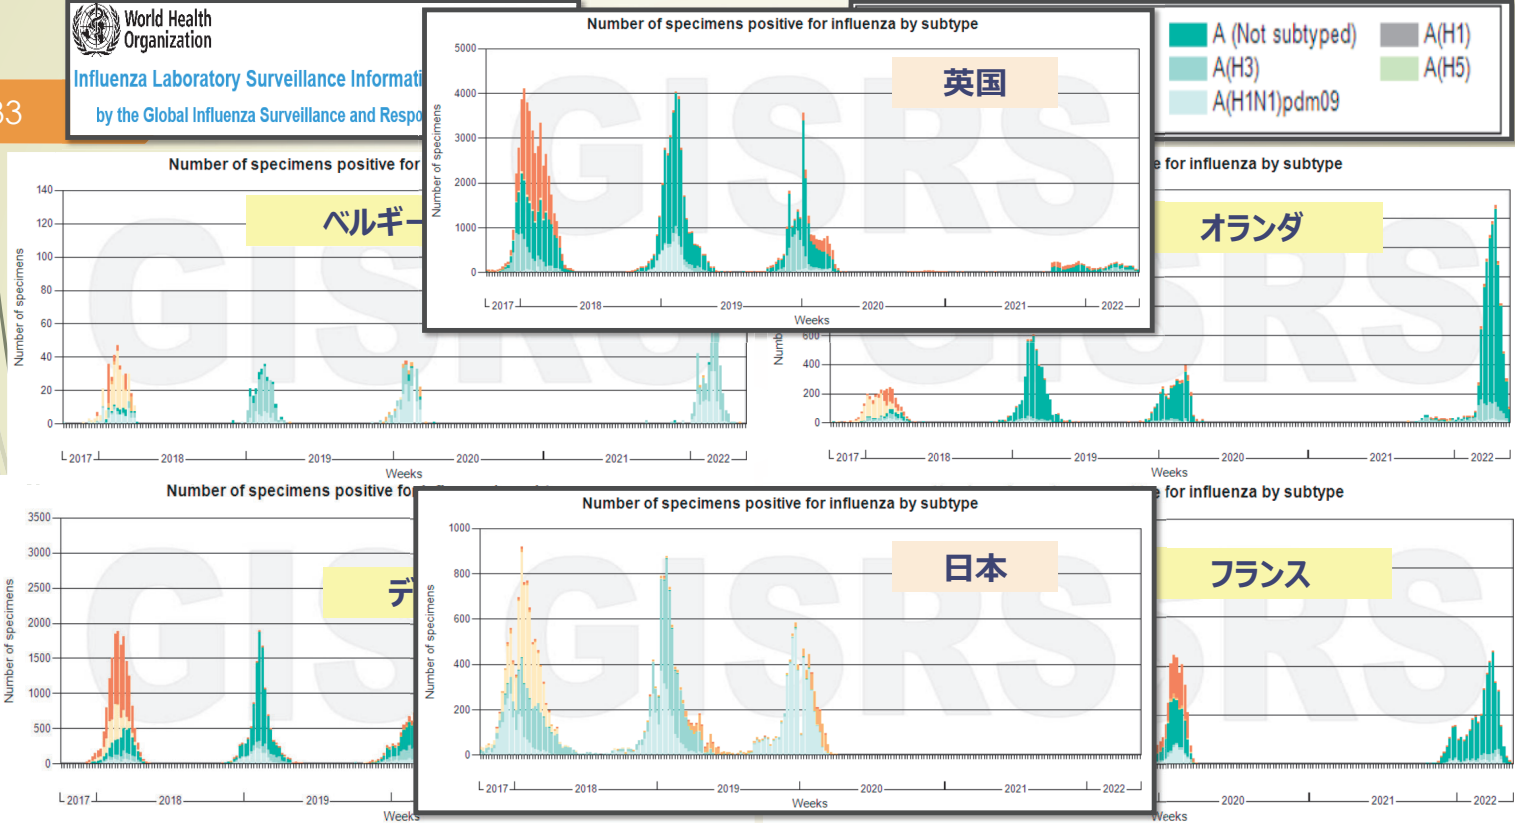 World Health
Organization
Influenza Laboratory Surveillance Informati
by the Global Influenza Surveillance and Respo
33
A (Not subtyped)
A(H1)
A(H3)
A(H5)
A(H1N1)pdm09
Number of specimens positive for influenza by subtype
英国
GISRS
Number of specimens
5000
4000
3000
2000
1000
0
2017 2018 2019 2020 2021 2022
Weeks
Number of specimens positive for
ベルギー
GISRS
Number of specimens
140
120
100
80
60
40
20
0
2017 2018 2019 2020 2021 2022
Weeks
e for influenza by subtype
オランダ
SRS
Numb
600
400
200
0
2017 2018 2019 2020 2021 2022
Weeks
Number of specimens positive fo
デ
GIS
Number of specimens
3500
3000
2500
2000
1500
1000
500
0
2017 2018 2019
Weeks
Number of specimens positive for influenza by subtype
日本
GISRS
Number of specimens
1000
800
600
400
200
0
2017 2018 2019 2020 2021 2022
Weeks
e for influenza by subtype
フランス
RS
2020 2021 2022
Weeks